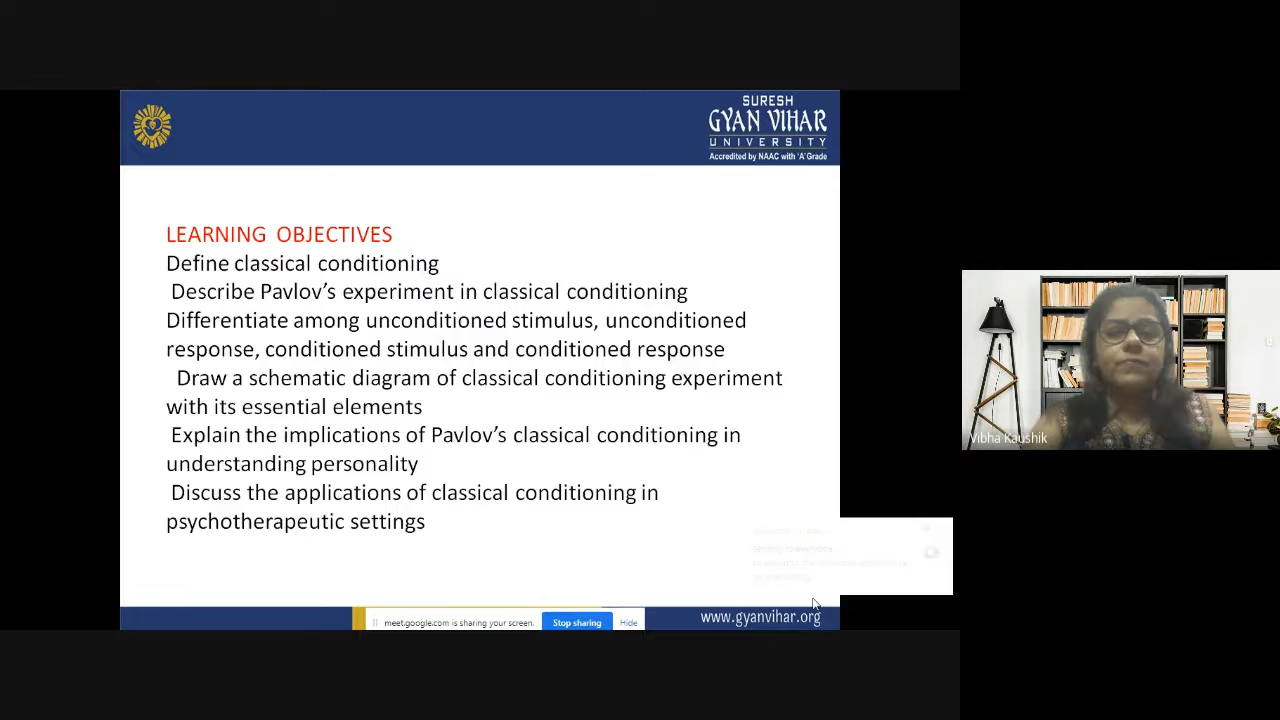 SURESH
GYAN VIHAR
UNIVERSITY
Accredited by NAAC with 'A' Grade
LEARNING OBJECTIVES
Define classical conditioning
Describe Pavlov's experiment in classical conditioning
Differentiate among unconditioned stimulus, unconditioned
response, conditioned stimulus and conditioned response
Draw a schematic diagram of classical conditioning experiment
with its essential elements
Explain the implications of Pavlov's classical conditioning in
understanding personality
Discuss the applications of classical conditioning in
psychotherapeutic settings
Vibha Kaushik
meet.google.com is sharing your screen.
Stop sharing
Hide
www.gyanvihar.org